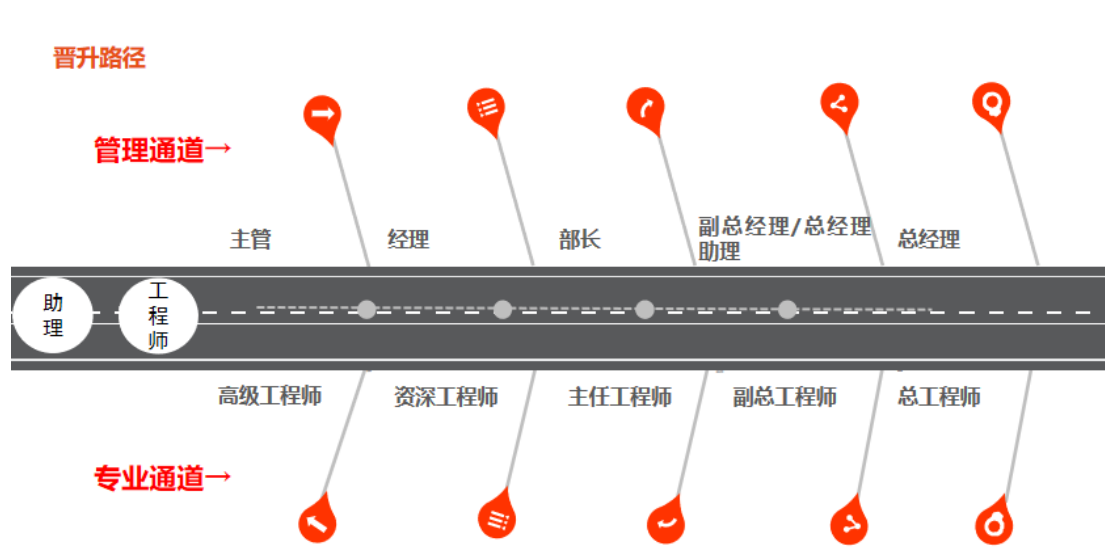 晋升路径
管理通道→
主管
经理
部长
副总经理/总经理
助理
总经理
助
理
工
程
师
高级工程师
资深工程师
主任工程师
副总工程师
总工程师
专业通道→